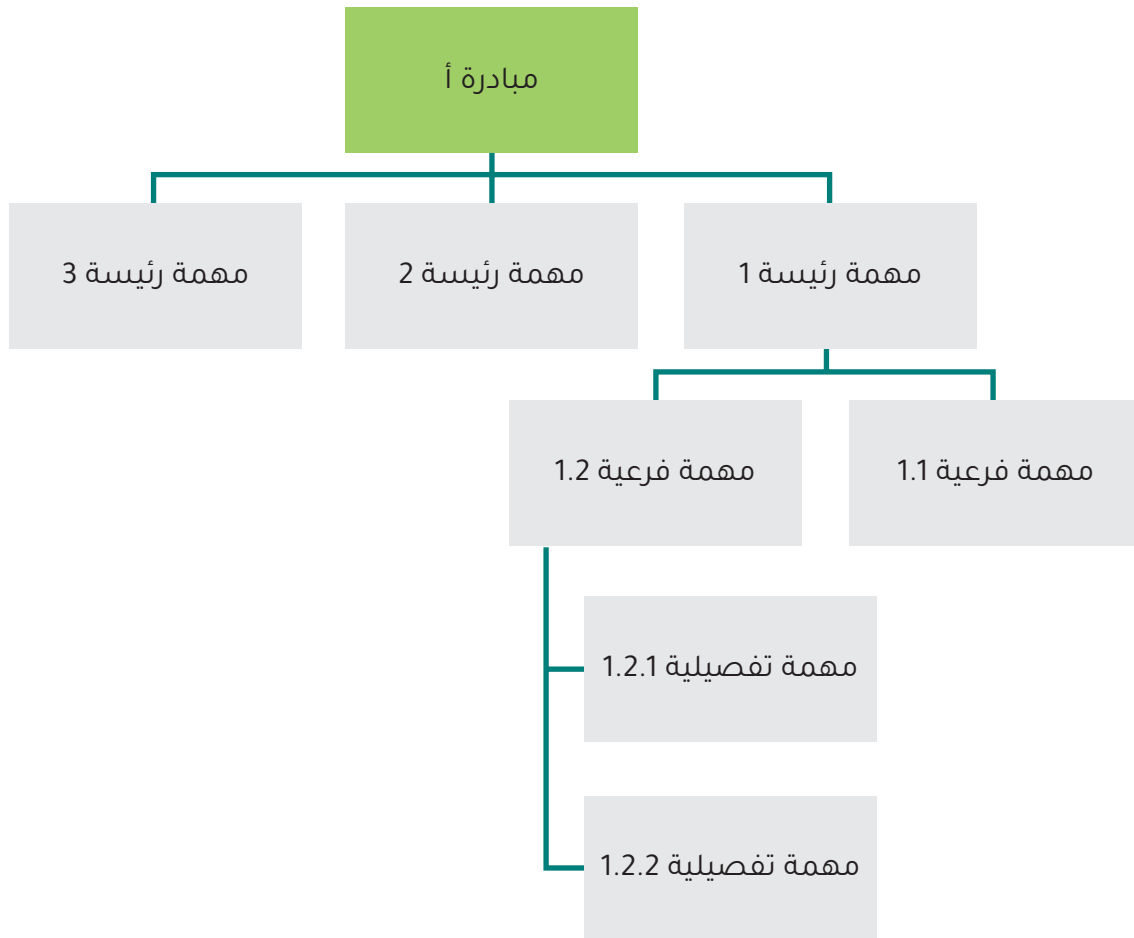 مبادرة أ
مهمة رئيسة 1
مهمة رئيسة 2
مهمة رئيسة 3
مهمة فرعية 1.1
مهمة فرعية 1.2
مهمة تفصيلية 1.2.1
مهمة تفصيلية 1.2.2